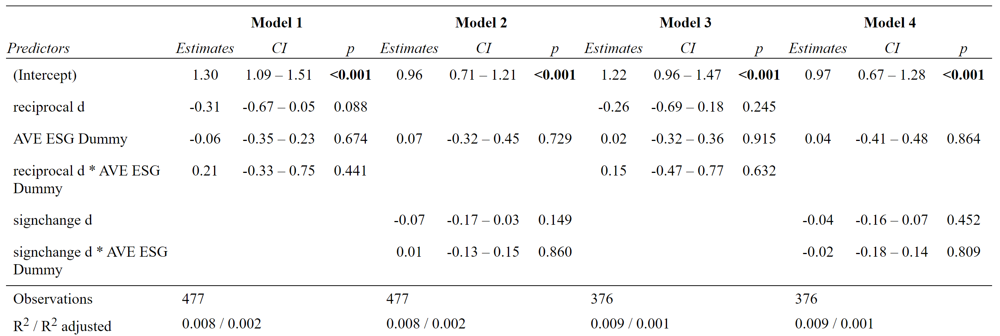 Model 1 Model 2 Model 3 Model 4
Predictors Estimates CI p Estimates CI p Estimates CI p Estimates CI p
(Intercept) 1.30 1.09 – 1.51 <0.001 0.96 0.71 – 1.21 <0.001 1.22 0.96 – 1.47 <0.001 0.97 0.67 – 1.28 <0.001
reciprocal d -0.31 -0.67 – 0.05 0.088 -0.26 -0.69 – 0.18 0.245
AVE ESG Dummy -0.06 -0.35 – 0.23 0.674 0.07 -0.32 – 0.45 0.729 0.02 -0.32 – 0.36 0.915 0.04 -0.41 – 0.48 0.864
reciprocal d * AVE ESG 0.21 -0.33 – 0.75 0.441 0.15 -0.47 – 0.77 0.632
Dummy
signchange d -0.07 -0.17 – 0.03 0.149 -0.04 -0.16 – 0.07 0.452
signchange d * AVE ESG 0.01 -0.13 – 0.15 0.860 -0.02 -0.18 – 0.14 0.809
Dummy
Observations 477 477 376 376
R² / R² adjusted 0.008 / 0.002 0.008 / 0.002 0.009 / 0.001 0.009 / 0.001